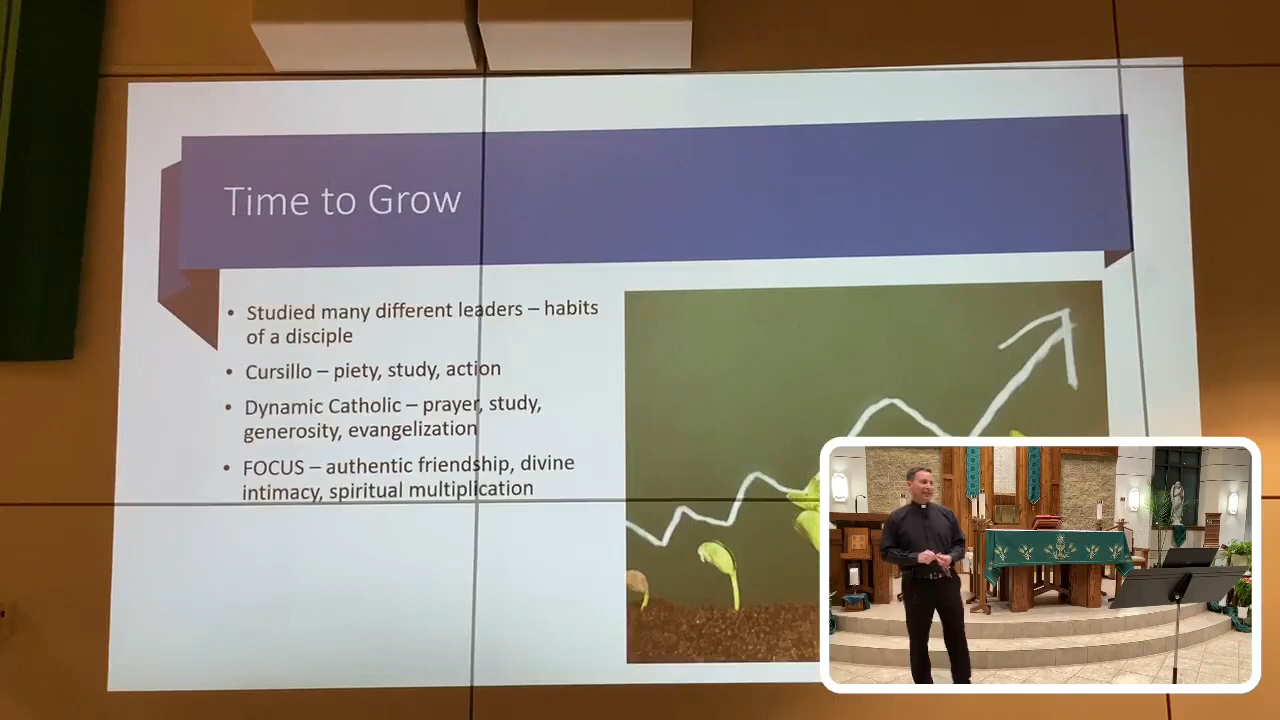 Time to Grow
• Studied many different leaders – habits
of a disciple
• Cursillo – piety, study, action
• Dynamic Catholic – prayer, study,
generosity, evangelization
• FOCUS – authentic friendship, divine
intimacy, spiritual multiplication